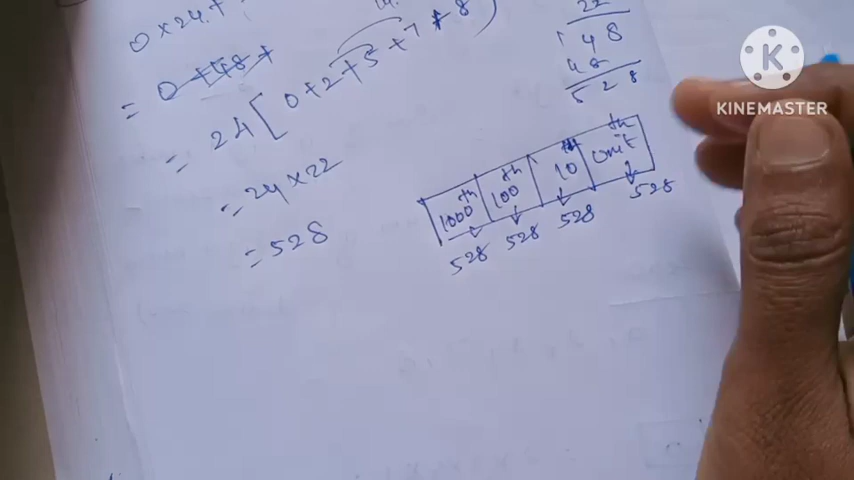 0 × 24 +
= 0 + 48 +
= 24 [ 0 + 2 + 5 + 7 + 8 )
= 24 × 22
= 528
22
48
528
1000th 100th 10th unit
528 528 528 528
K
KINEMASTER